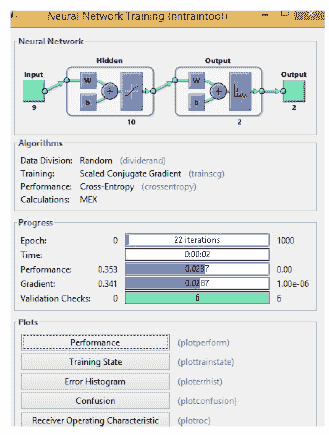 Neural Network Training (nntraintool)
Neural Network
Hidden Output
Input Output
W W
b b
9 10 2 2
Algorithms
Data Division: Random (dividerand)
Training: Scaled Conjugate Gradient (trainscg)
Performance: Cross-Entropy (crossentropy)
Calculations: MEX
Progress
Epoch: 0 22 iterations 1000
Time: 0:00:02
Performance: 0.353 0.00
Gradient: 0.341 1.00e-06
Validation Checks: 0 6 6
Plots
Performance (plotperform)
Training State (plottrainstate)
Error Histogram (ploterrhist)
Confusion (plotconfusion)
Receiver Operating Characteristic (plotroc)